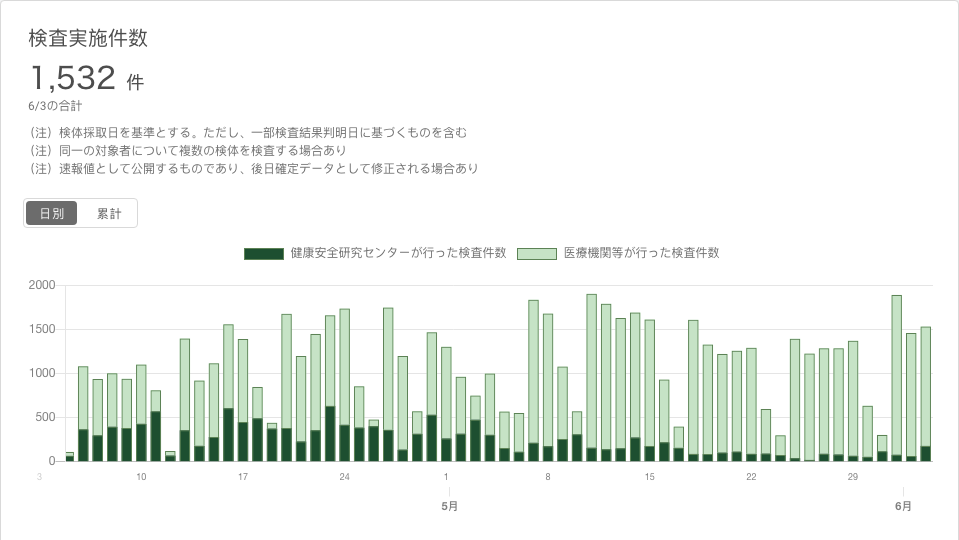 検査実施件数
1,532 件
6/3の合計
（注）検体採取日を基準とする。ただし、一部検査結果判明日に基づくものを含む
（注）同一の対象者について複数の検体を検査する場合あり
（注）速報値として公開するものであり、後日確定データとして修正される場合あり
日別 累計
健康安全研究センターが行った検査件数 医療機関等が行った検査件数
2000
1500
1000
500
0
3 10 17 24 1 8 15 22 29
5月 6月